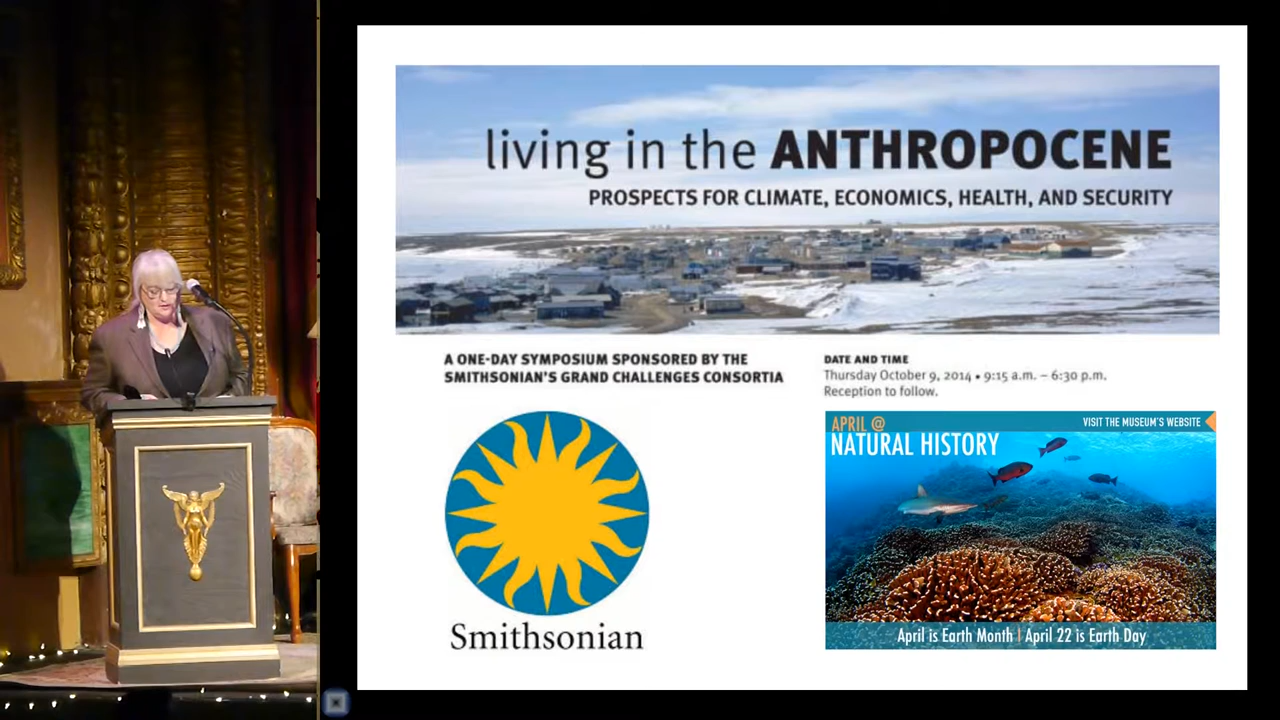 living in the ANTHROPOCENE
PROSPECTS FOR CLIMATE, ECONOMICS, HEALTH, AND SECURITY
A ONE-DAY SYMPOSIUM SPONSORED BY THE
SMITHSONIAN'S GRAND CHALLENGES CONSORTIA
DATE AND TIME
Thursday October 9, 2014 • 9:15 a.m. – 6:30 p.m.
Reception to follow.
Smithsonian
APRIL @
NATURAL HISTORY
VISIT THE MUSEUM'S WEBSITE
April is Earth Month | April 22 is Earth Day